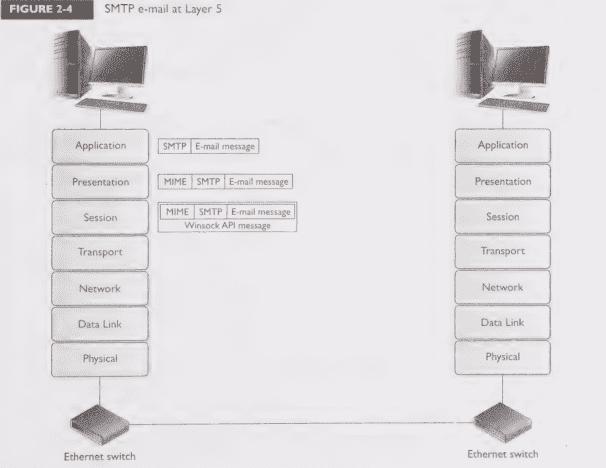 FIGURE 2-4 SMTP e-mail at Layer 5
Application
SMTP E-mail message
Application
Presentation
MIME SMTP E-mail message
Presentation
Session
MIME SMTP E-mail message
Winsock API message
Session
Transport
Transport
Network
Network
Data Link
Data Link
Physical
Physical
Ethernet switch
Ethernet switch